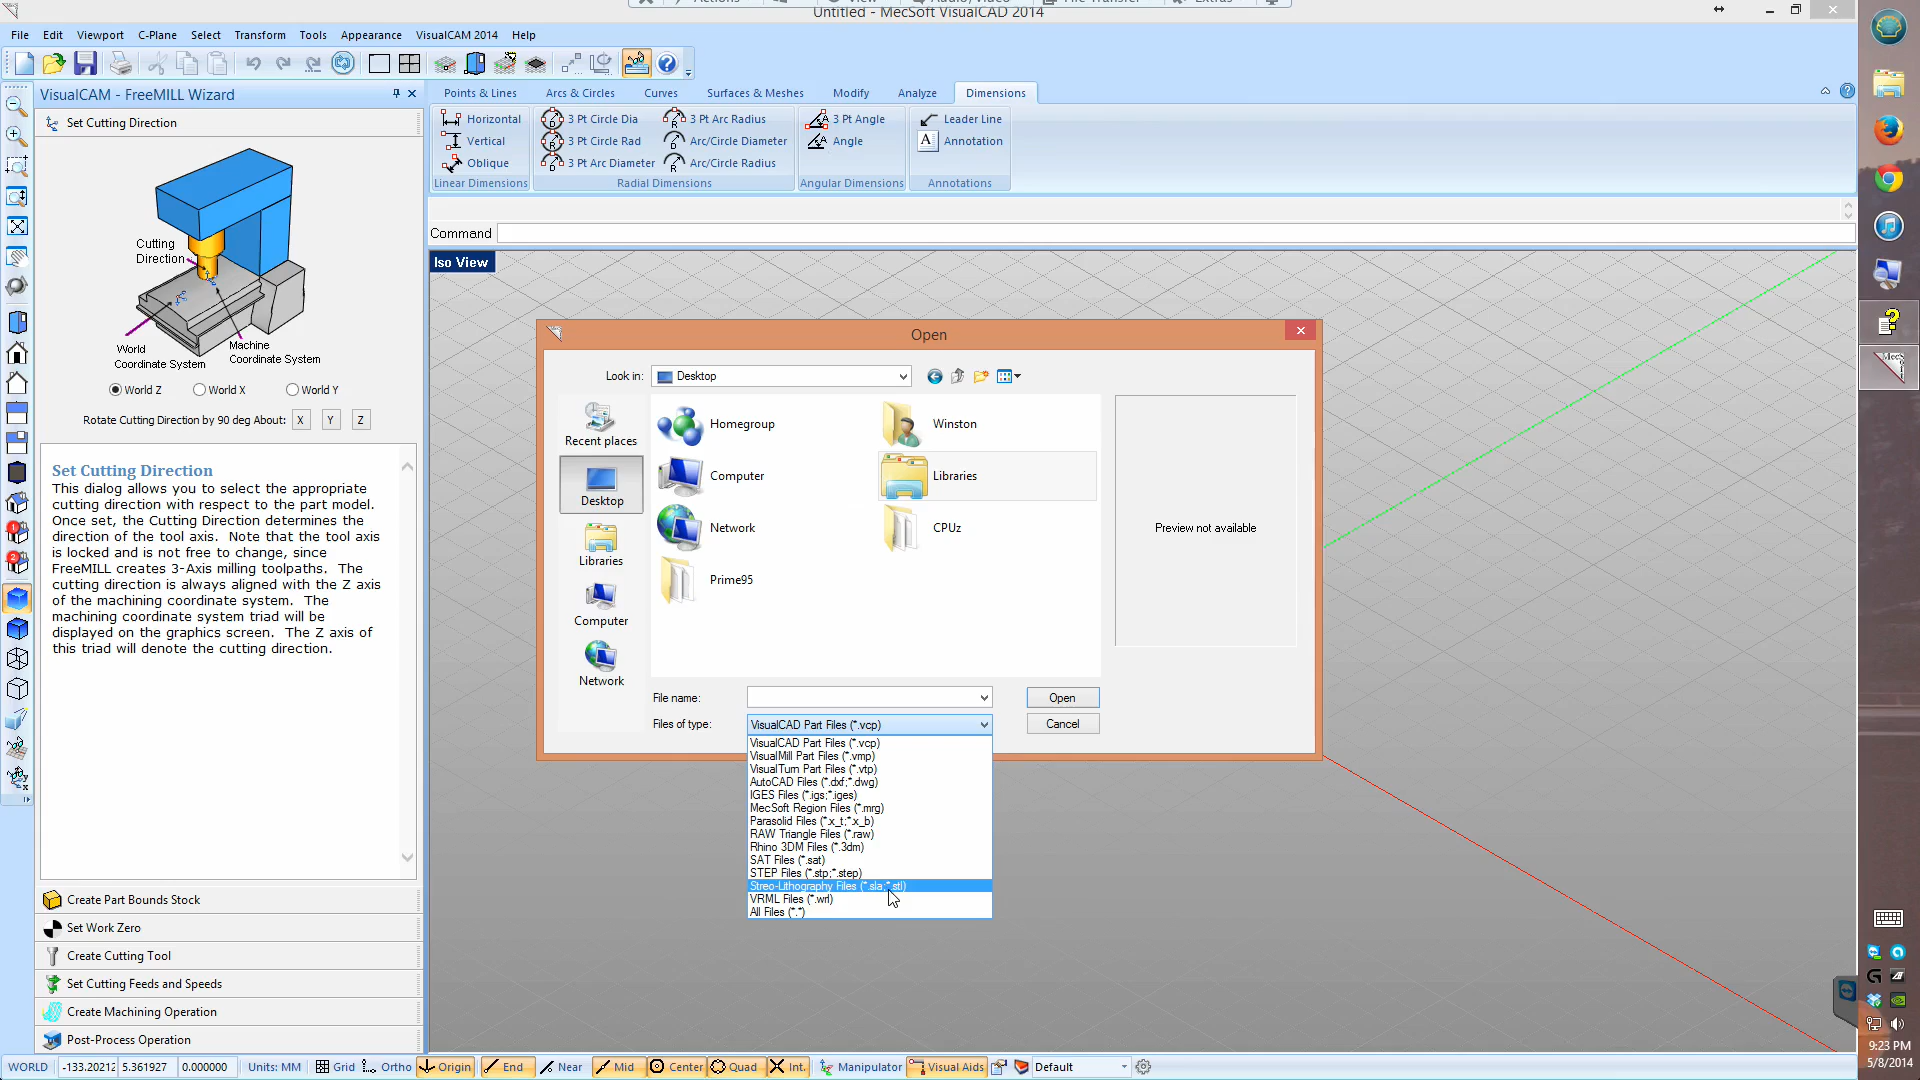 Actions View Audio/Video File Transfer Extras
Untitled - MecSoft VisualCAD 2014
File Edit Viewport C-Plane Select Transform Tools Appearance VisualCAM 2014 Help
VisualCAM - FreeMILL Wizard
Set Cutting Direction
Cutting
Direction
World
Coordinate System
Machine
Coordinate System
World Z World X World Y
Rotate Cutting Direction by 90 deg About: X Y Z
Set Cutting Direction
This dialog allows you to select the appropriate
cutting direction with respect to the part model.
Once set, the Cutting Direction determines the
direction of the tool axis. Note that the tool axis
is locked and is not free to change, since
FreeMILL creates 3-Axis milling toolpaths. The
cutting direction is always aligned with the Z axis
of the machining coordinate system. The
machining coordinate system triad will be
displayed on the graphics screen. The Z axis of
this triad will denote the cutting direction.
Create Part Bounds Stock
Set Work Zero
Create Cutting Tool
Set Cutting Feeds and Speeds
Create Machining Operation
Post-Process Operation
Points & Lines Arcs & Circles Curves Surfaces & Meshes Modify Analyze Dimensions
Horizontal 3 Pt Circle Dia 3 Pt Arc Radius 3 Pt Angle Leader Line
Vertical 3 Pt Circle Rad Arc/Circle Diameter Angle A Annotation
Oblique 3 Pt Arc Diameter Arc/Circle Radius
Linear Dimensions Radial Dimensions Angular Dimensions Annotations
Command
Iso View
Open
Look in: Desktop
Recent places
Desktop
Libraries
Computer
Network
Homegroup Winston
Computer Libraries
Network CPUz
Prime95
Preview not available
File name: Open
Files of type: VisualCAD Part Files (*.vcp) Cancel
VisualCAD Part Files (*.vcp)
VisualMill Part Files (*.vmp)
VisualTurn Part Files (*.vtp)
AutoCAD Files (*.dxf;*.dwg)
IGES Files (*.igs;*.iges)
MecSoft Region Files (*.mrg)
Parasolid Files (*.x_t;*.x_b)
RAW Triangle Files (*.raw)
Rhino 3DM Files (*.3dm)
SAT Files (*.sat)
STEP Files (*.stp;*.step)
Streo-Lithography Files (*.sla;*.stl)
VRML Files (*.wrl)
All Files (*.*)
WORLD -133.20212 5.361927 0.000000 Units: MM Grid Ortho Origin End Near Mid Center Quad Int. Manipulator Visual Aids Default
9:23 PM
5/8/2014